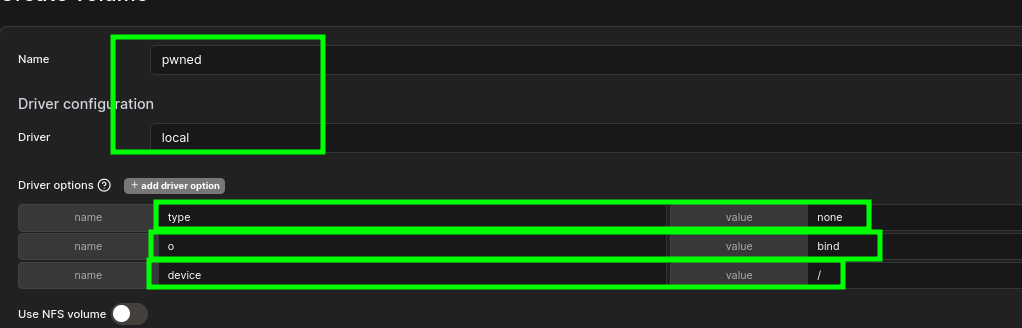 Create volume
Name pwned
Driver configuration
Driver local
Driver options ? + add driver option
name type value none
name o value bind
name device value /
Use NFS volume